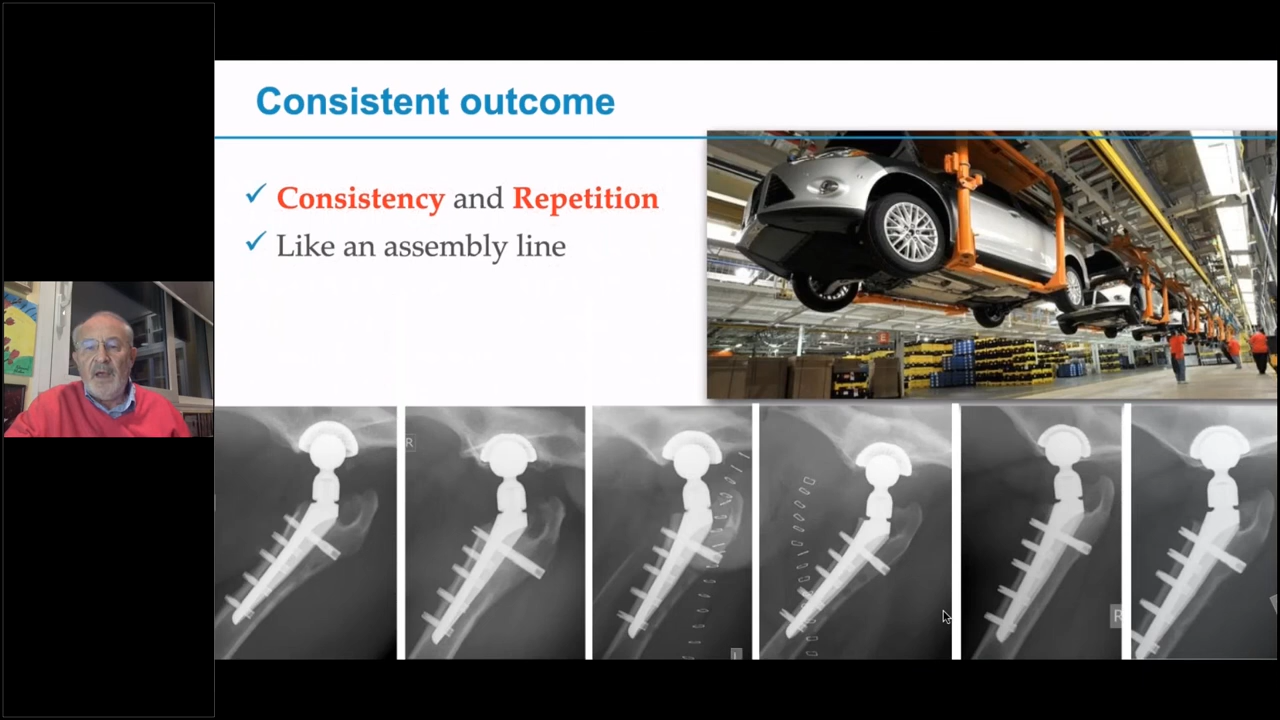 Consistent outcome
✓ Consistency and Repetition
✓ Like an assembly line
R
L
R